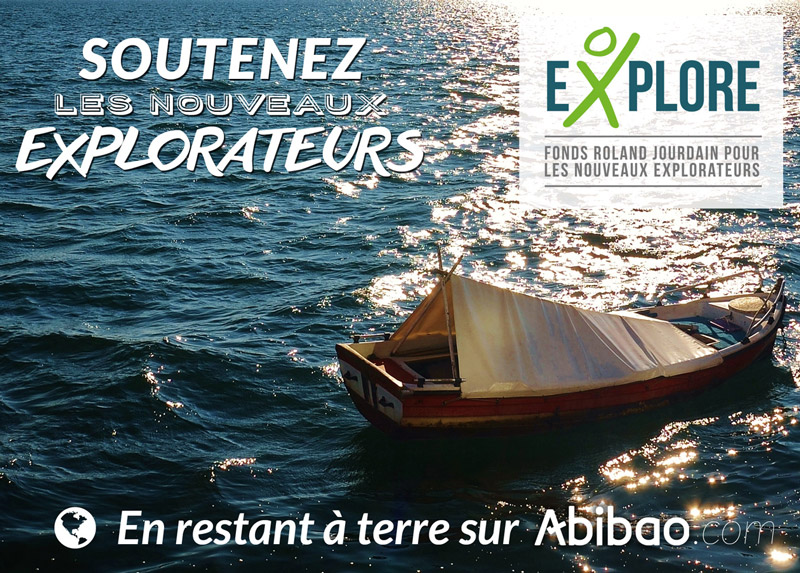 SOUTENEZ
LES NOUVEAUX
EXPLORATEURS
EXPLORE
FONDS ROLAND JOURDAIN POUR
LES NOUVEAUX EXPLORATEURS
En restant à terre sur Abibao.com